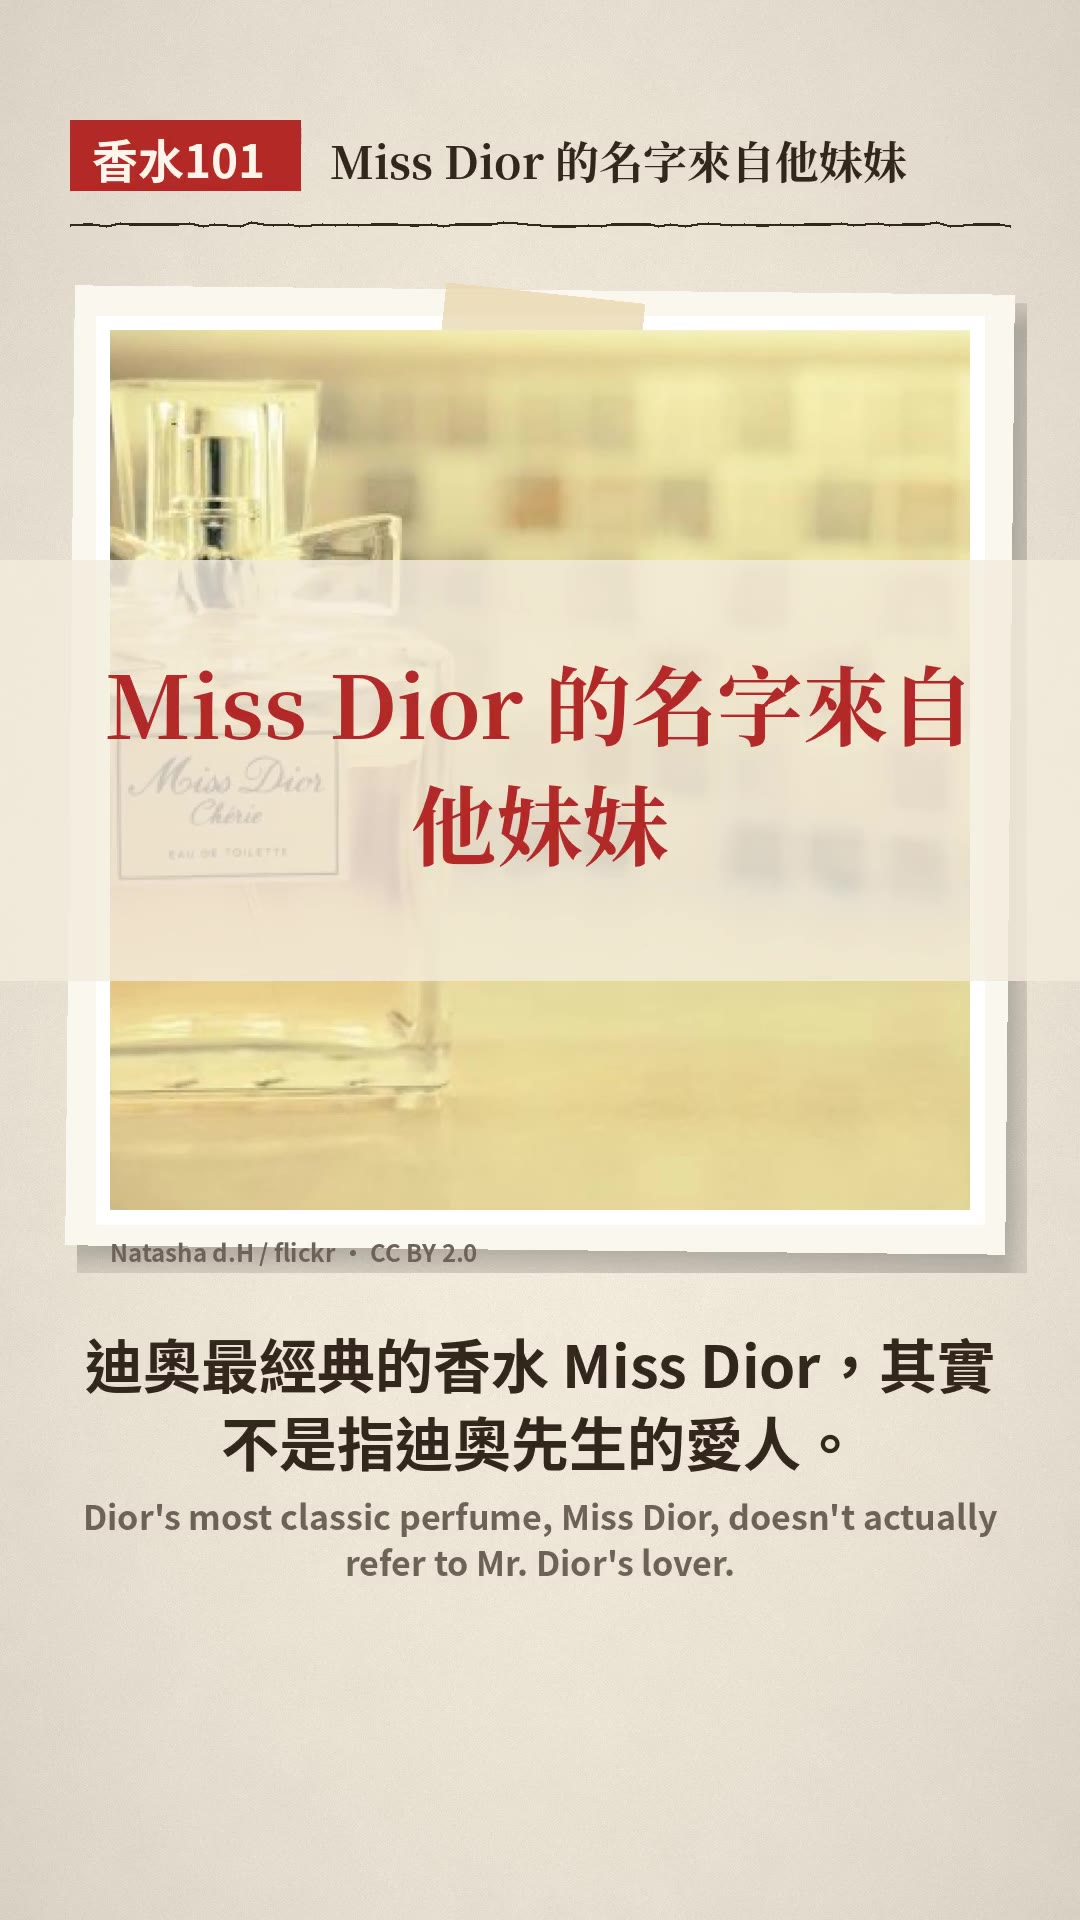 香水101
Miss Dior 的名字來自他妹妹
Miss Dior 的名字來自
他妹妹
Miss Dior
Chérie
EAU DE TOILETTE
Natasha d.H / flickr · CC BY 2.0
迪奧最經典的香水 Miss Dior，其實
不是指迪奧先生的愛人。
Dior's most classic perfume, Miss Dior, doesn't actually
refer to Mr. Dior's lover.